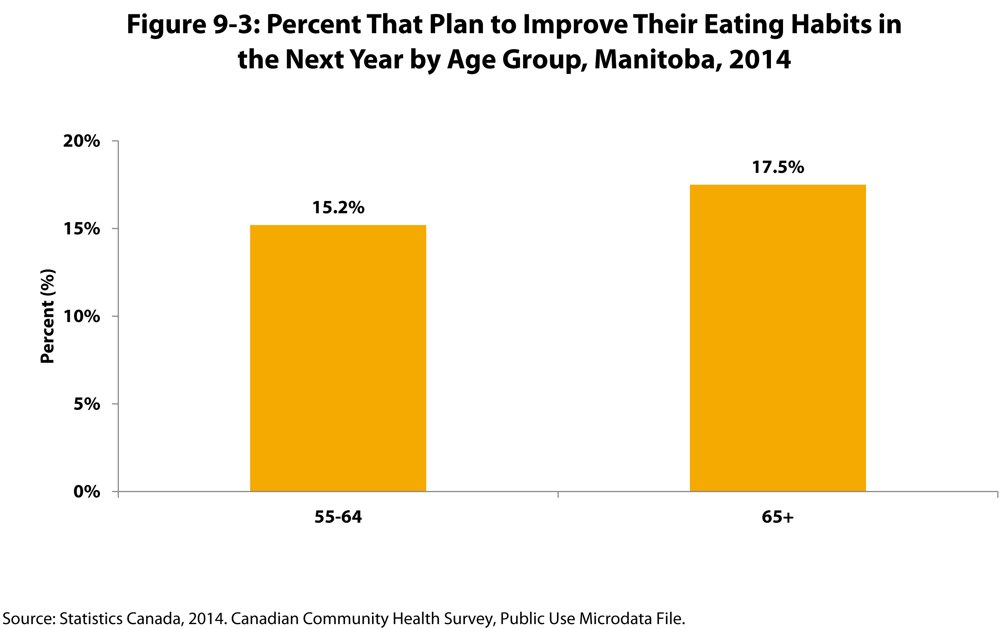 Figure 9-3: Percent That Plan to Improve Their Eating Habits in
the Next Year by Age Group, Manitoba, 2014
20%
15%
10%
5%
0%
Percent (%)
15.2%
17.5%
55-64
65+
Source: Statistics Canada, 2014. Canadian Community Health Survey, Public Use Microdata File.